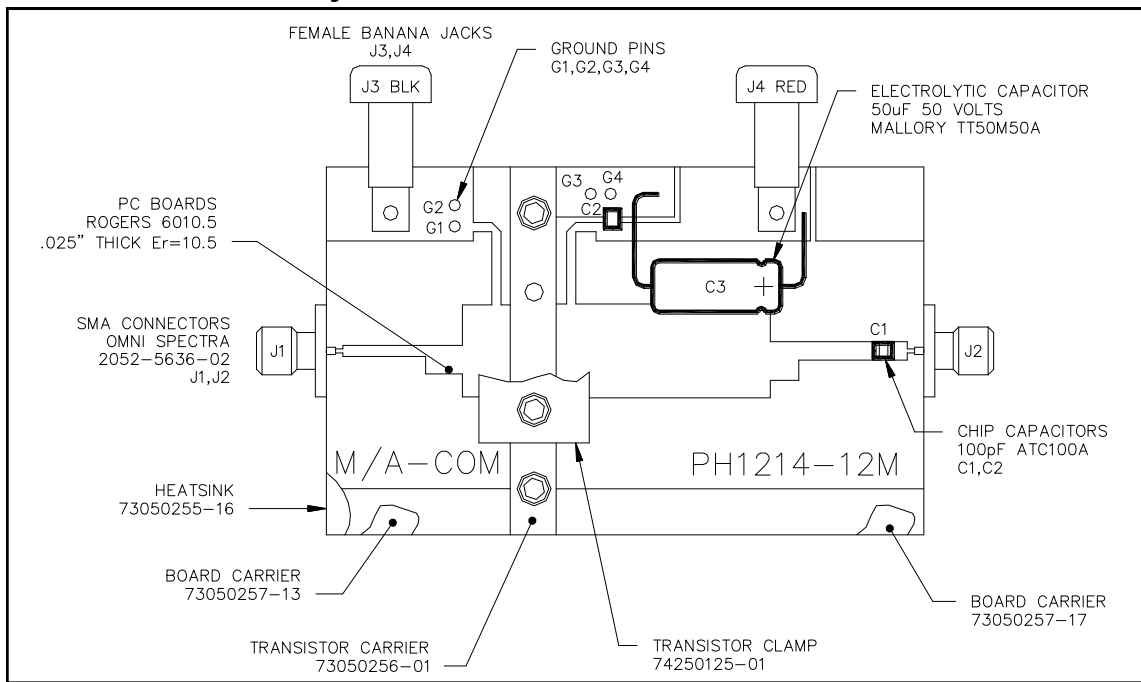 FEMALE BANANA JACKS
J3,J4
GROUND PINS
G1,G2,G3,G4
J3 BLK
J4 RED
ELECTROLYTIC CAPACITOR
50uF 50 VOLTS
MALLORY TT50M50A
G3
G4
G2
C2
G1
PC BOARDS
ROGERS 6010.5
.025" THICK Er=10.5
C3
+
SMA CONNECTORS
OMNI SPECTRA
2052-5636-02
J1,J2
J1
C1
J2
CHIP CAPACITORS
100pF ATC100A
C1,C2
M/A-COM
PH1214-12M
HEATSINK
73050255-16
BOARD CARRIER
73050257-13
BOARD CARRIER
73050257-17
TRANSISTOR CARRIER
73050256-01
TRANSISTOR CLAMP
74250125-01